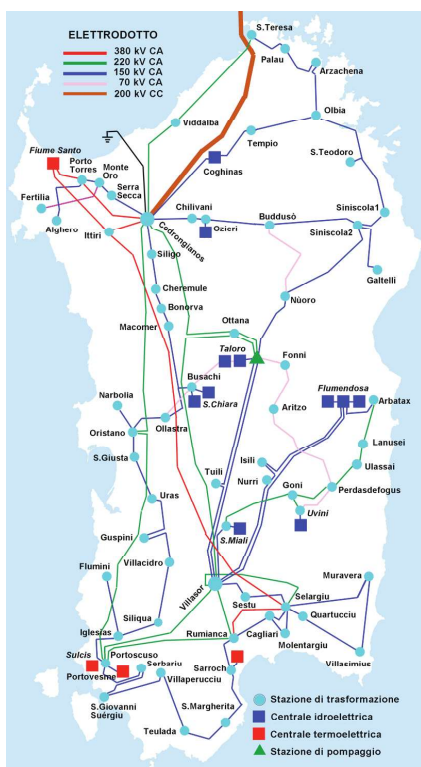 ELETTRODOTTO
380 kV CA
220 kV CA
150 kV CA
70 kV CA
200 kV CC
S.Teresa
Palau
Arzachena
Viddalba
Olbia
Tempio
Fiume Santo
Porto
Torres
Monte
Oro
Serra
Secca
Coghinas
S.Teodoro
Fertilia
Alghero
Ittiri
Codrongianos
Chilivani
Ozieri
Buddusò
Siniscola1
Siniscola2
Siligo
Galtelli
Cheremule
Bonorva
Macomer
Nùoro
Ottana
Taloro
Fonni
Busachi
S.Chiara
Flumendosa
Arbatax
Narbolia
Aritzo
Ollastra
Oristano
Lanusei
S.Giusta
Isili
Ulassai
Tuili
Nurri
Goni
Perdasdefogus
Uras
Uvini
S.Miali
Guspini
Villacidro
Flumini
Villasor
Muravera
Sestu
Selargiu
Siliqua
Quartucciu
Iglesias
Rumianca
Cagliari
Molentargiu
Sulcis
Portoscuso
Portovesme
Serbariu
Villaperucciu
Sarroch
Villasimius
S.Giovanni
Suérgiu
S.Margherita
Teulada
Stazione di trasformazione
Centrale idroelettrica
Centrale termoelettrica
Stazione di pompaggio